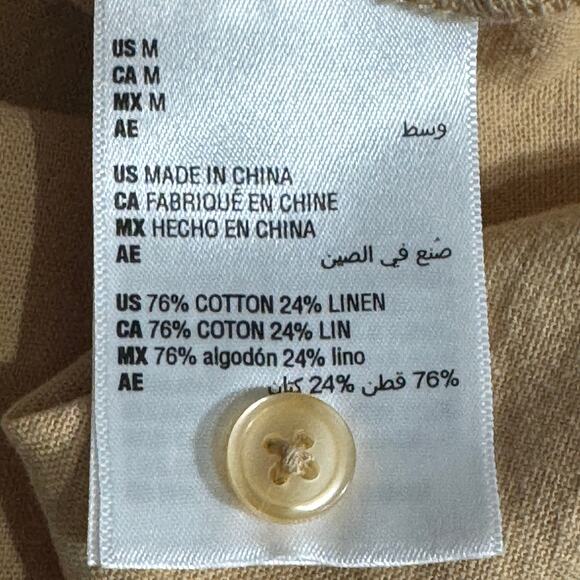 US M
CA M
MX M
AE وسط
US MADE IN CHINA
CA FABRIQUÉ EN CHINE
MX HECHO EN CHINA
AE صُنع في الصين
US 76% COTTON 24% LINEN
CA 76% COTON 24% LIN
MX 76% algodón 24% lino
AE 76% قطن 24% كتان